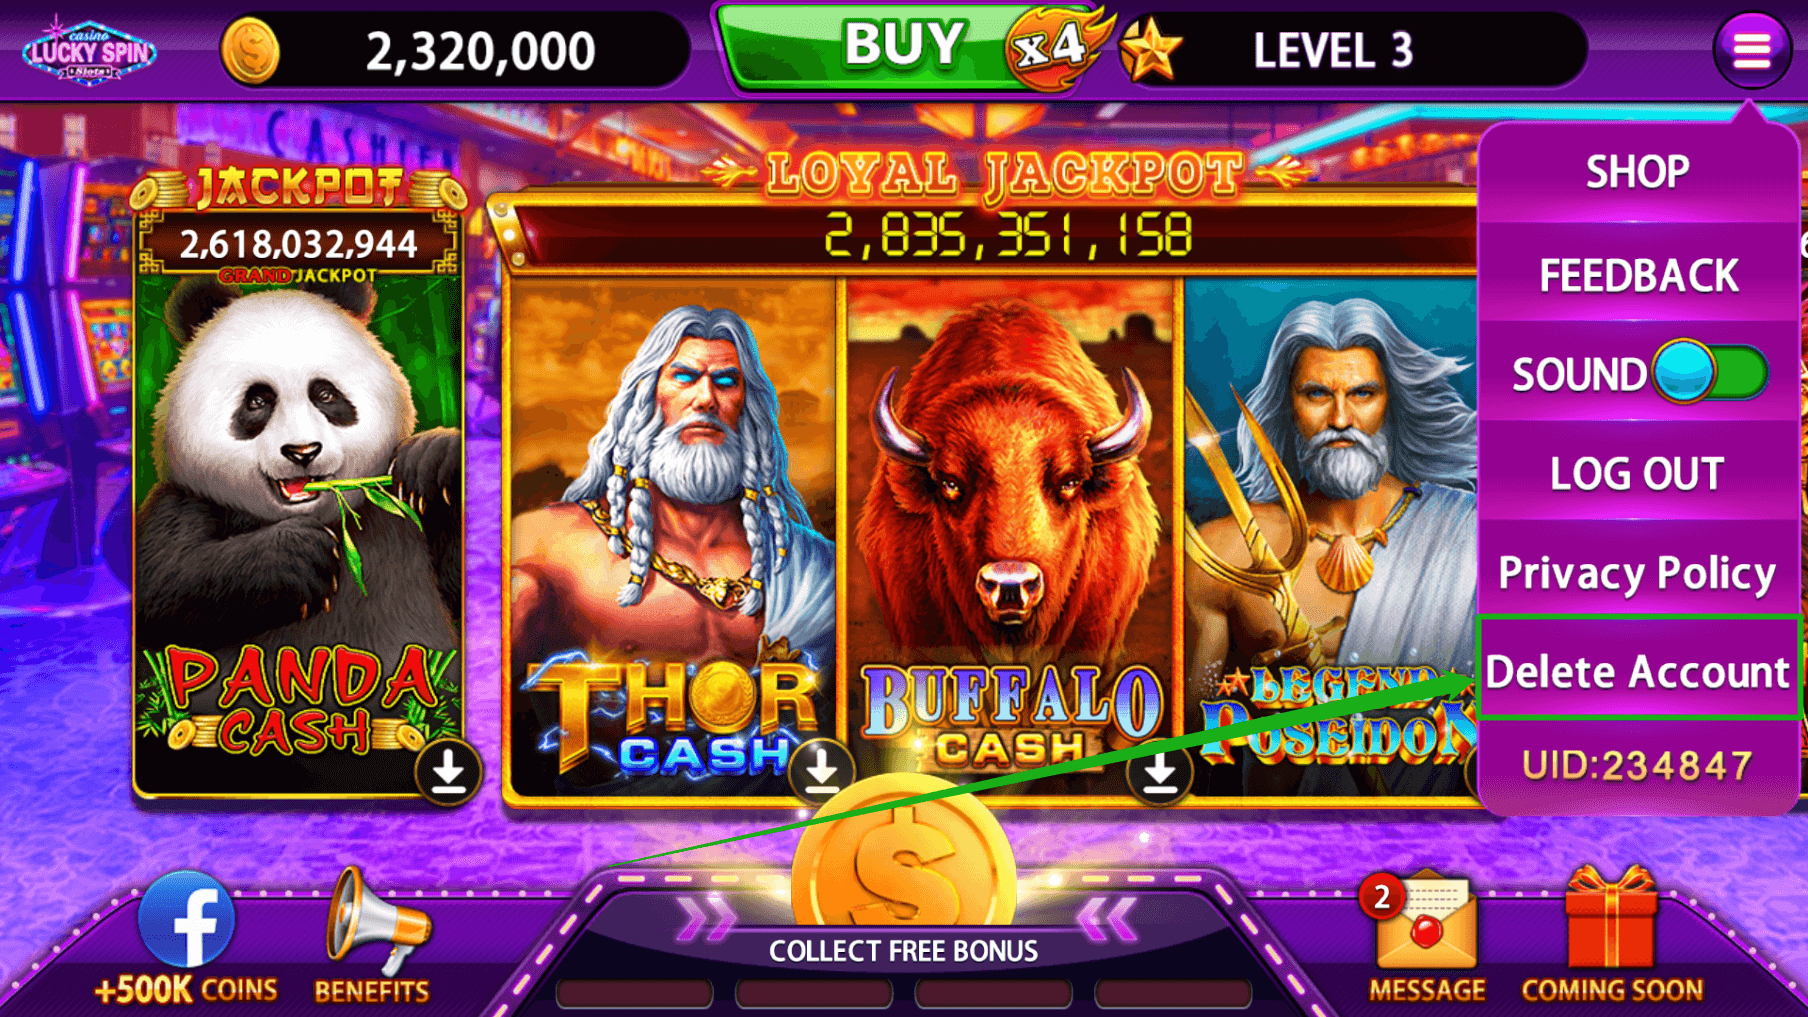 casino
LUCKY SPIN
Slots
2,320,000
BUY
x4
LEVEL 3
CASHIER
JACKPOT
2,618,032,944
GRAND JACKPOT
PANDA
CASH
LOYAL JACKPOT
2,835,351,158
THOR
CASH
BUFFALO
CASH
LEGEND
POSEIDON
SHOP
FEEDBACK
SOUND
LOG OUT
Privacy Policy
Delete Account
UID:234847
+500K COINS
BENEFITS
COLLECT FREE BONUS
2
MESSAGE
COMING SOON